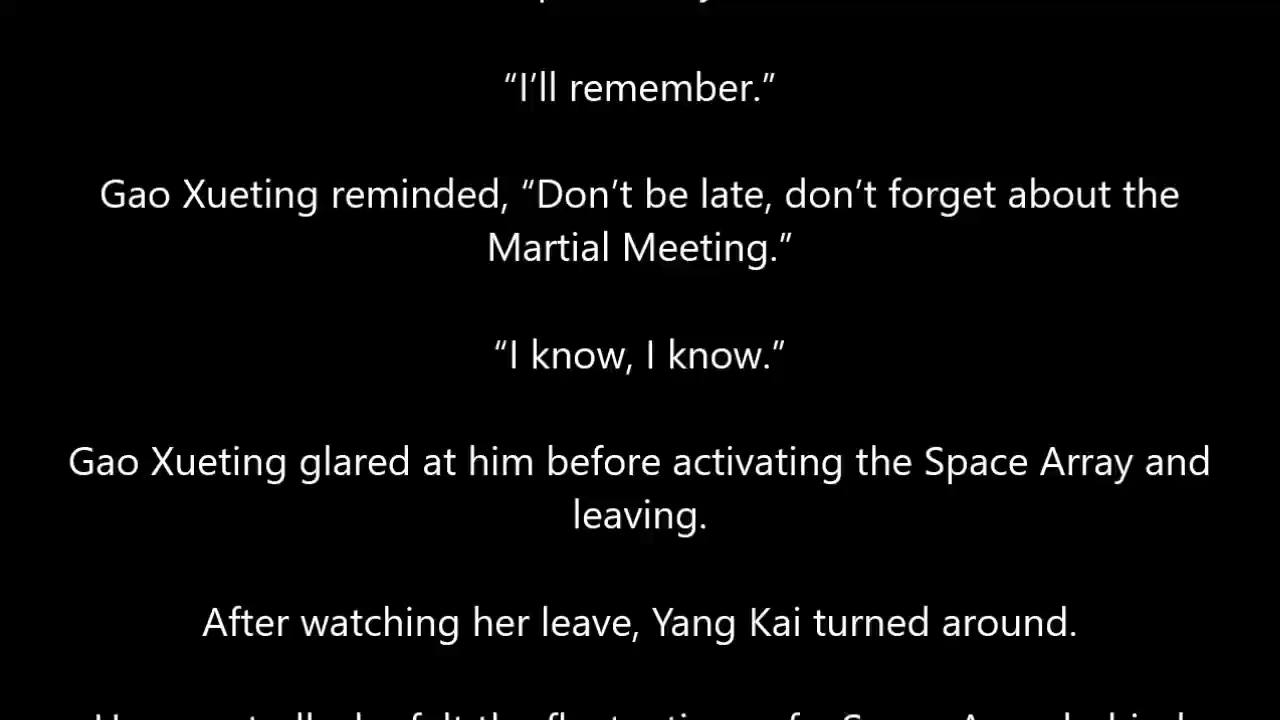 “I’ll remember.”
Gao Xueting reminded, “Don’t be late, don’t forget about the
Martial Meeting.”
“I know, I know.”
Gao Xueting glared at him before activating the Space Array and
leaving.
After watching her leave, Yang Kai turned around.